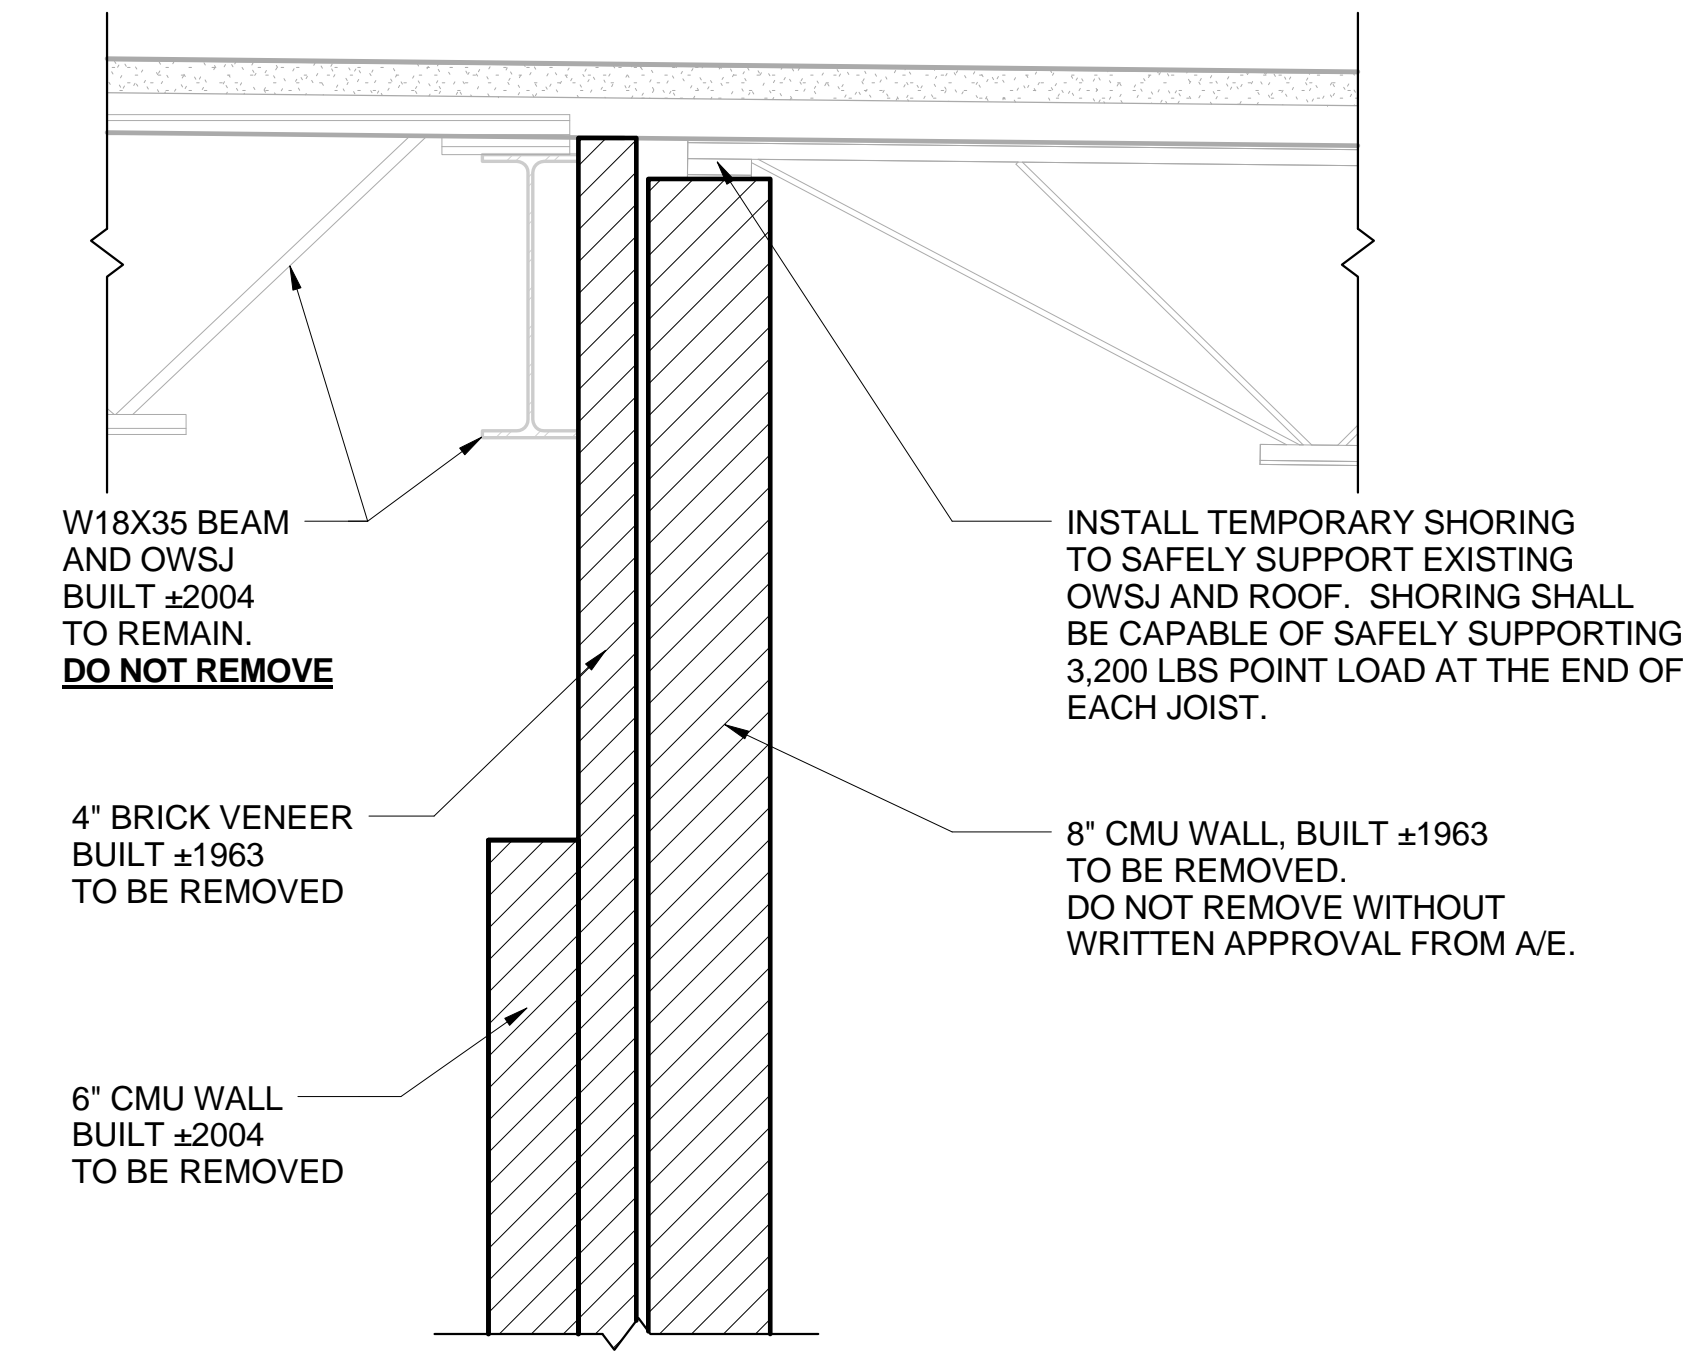 W18X35 BEAM
AND OWSJ
BUILT ±2004
TO REMAIN.
DO NOT REMOVE
4" BRICK VENEER
BUILT ±1963
TO BE REMOVED
6" CMU WALL
BUILT ±2004
TO BE REMOVED
INSTALL TEMPORARY SHORING
TO SAFELY SUPPORT EXISTING
OWSJ AND ROOF.  SHORING SHALL
BE CAPABLE OF SAFELY SUPPORTING
3,200 LBS POINT LOAD AT THE END OF
EACH JOIST.
8" CMU WALL, BUILT ±1963
TO BE REMOVED.
DO NOT REMOVE WITHOUT
WRITTEN APPROVAL FROM A/E.